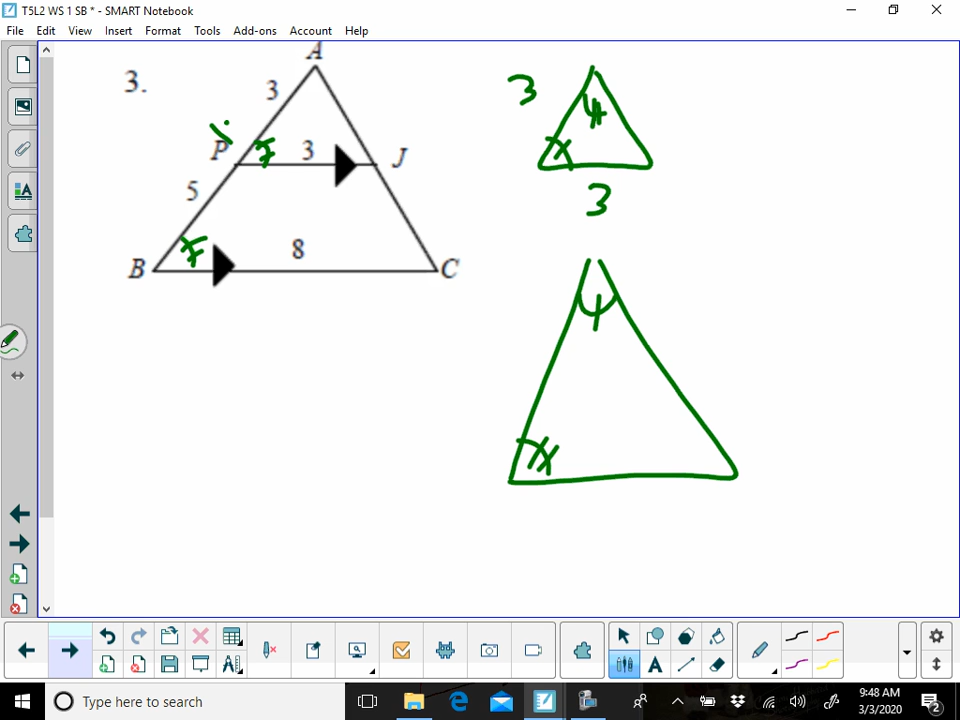 T5L2 WS 1 SB * - SMART Notebook
File Edit View Insert Format Tools Add-ons Account Help
3.
A
3
P
3
J
5
B
8
C
3
3
Type here to search
9:48 AM
3/3/2020
2